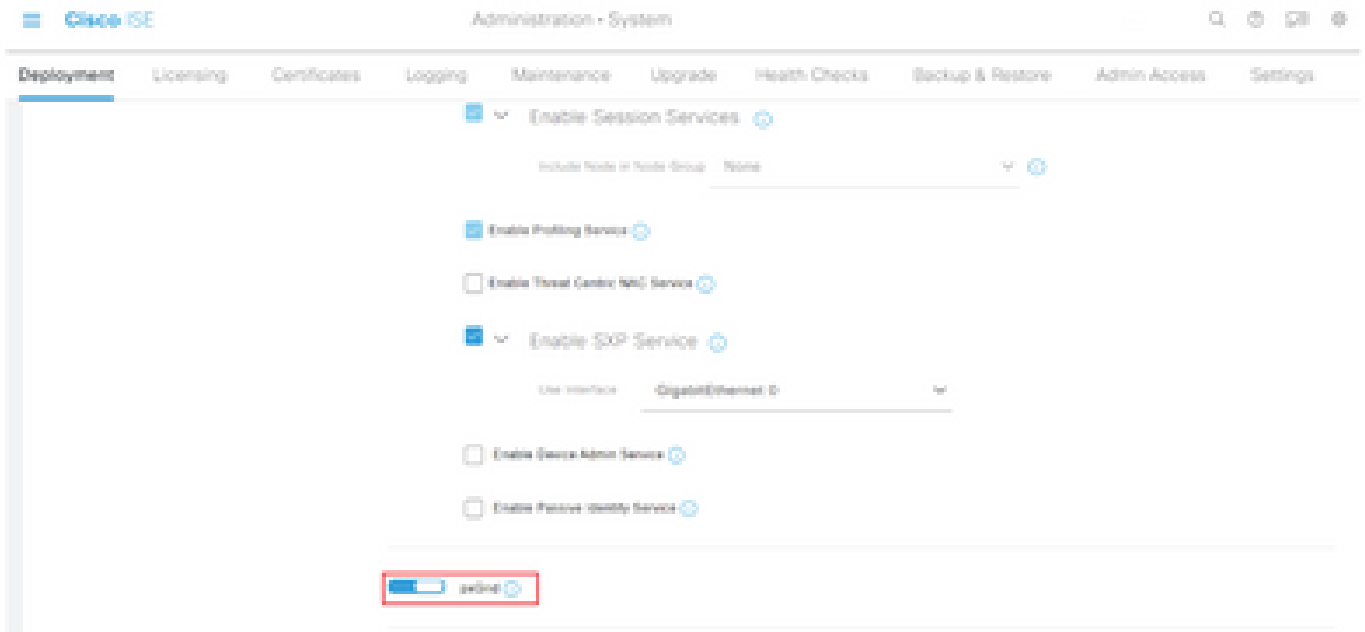 Cisco ISE
Administration • System
Deployment
Licensing
Certificates
Logging
Maintenance
Upgrade
Health Checks
Backup & Restore
Admin Access
Settings
Enable Session Services
Include Node in Node Group
None
Enable Profiling Service
Enable Threat Centric NAC Service
Enable SXP Service
Use Interface
GigabitEthernet 0
Enable Device Admin Service
Enable Passive Identity Service
pxGrid